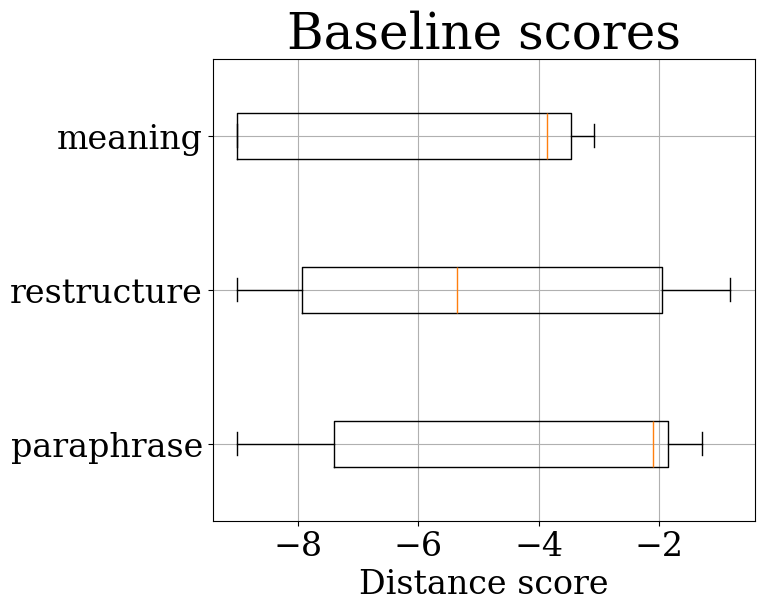 Baseline scores
meaning
restructure
paraphrase
−8 −6 −4 −2
Distance score